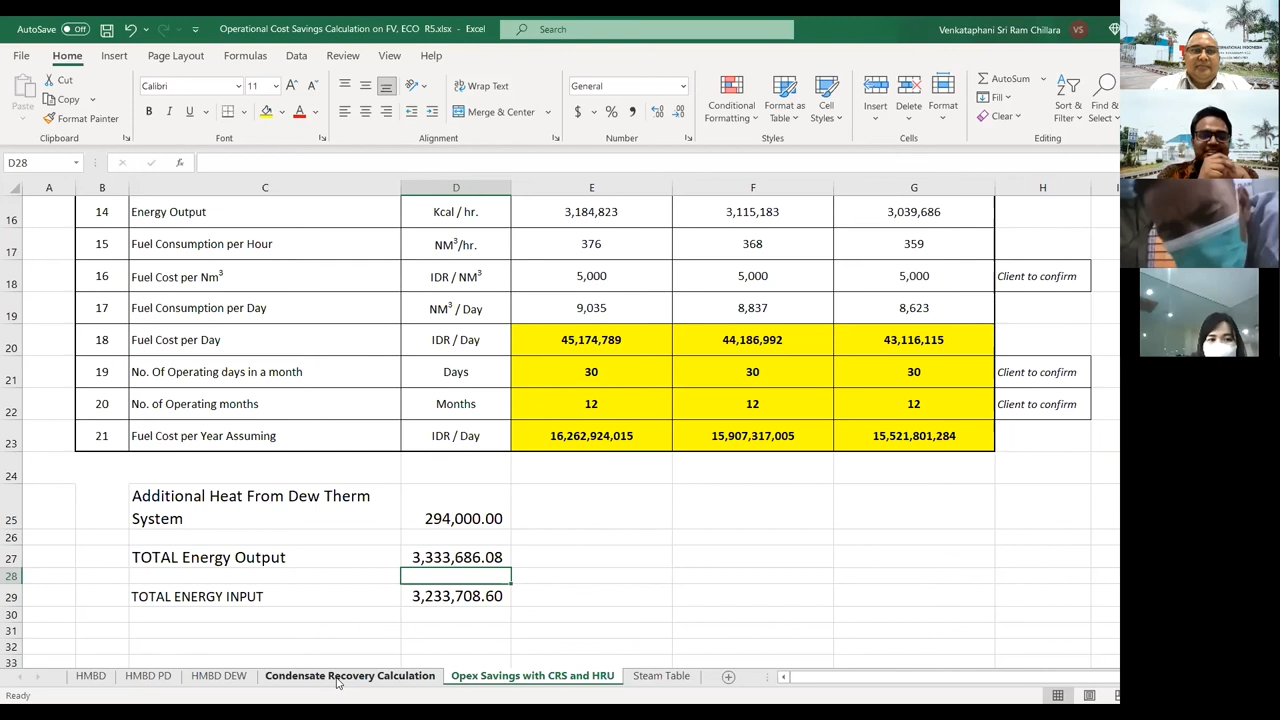 AutoSave Off Operational Cost Savings Calculation on FV, ECO R5.xlsx - Excel Search Venkataphani Sri Ram Chillara VS
File Home Insert Page Layout Formulas Data Review View Help
Cut Calibri 11 Wrap Text General AutoSum
Paste Copy Merge & Center Conditional Formatting Format as Table Cell Styles Insert Delete Format Fill Sort & Filter Find & Select
Format Painter Clear
Clipboard Font Alignment Number Styles Cells Editing
D28 fx
A B C D E F G H
16 14 Energy Output Kcal / hr. 3,184,823 3,115,183 3,039,686
17 15 Fuel Consumption per Hour NM³/hr. 376 368 359
18 16 Fuel Cost per Nm³ IDR / NM³ 5,000 5,000 5,000 Client to confirm
19 17 Fuel Consumption per Day NM³ / Day 9,035 8,837 8,623
20 18 Fuel Cost per Day IDR / Day 45,174,789 44,186,992 43,116,115
21 19 No. Of Operating days in a month Days 30 30 30 Client to confirm
22 20 No. of Operating months Months 12 12 12 Client to confirm
23 21 Fuel Cost per Year Assuming IDR / Day 16,262,924,015 15,907,317,005 15,521,801,284
24
Additional Heat From Dew Therm
25 System 294,000.00
26
27 TOTAL Energy Output 3,333,686.08
28
29 TOTAL ENERGY INPUT 3,233,708.60
30
31
32
33
HMBD HMBD PD HMBD DEW Condensate Recovery Calculation Opex Savings with CRS and HRU Steam Table
Ready